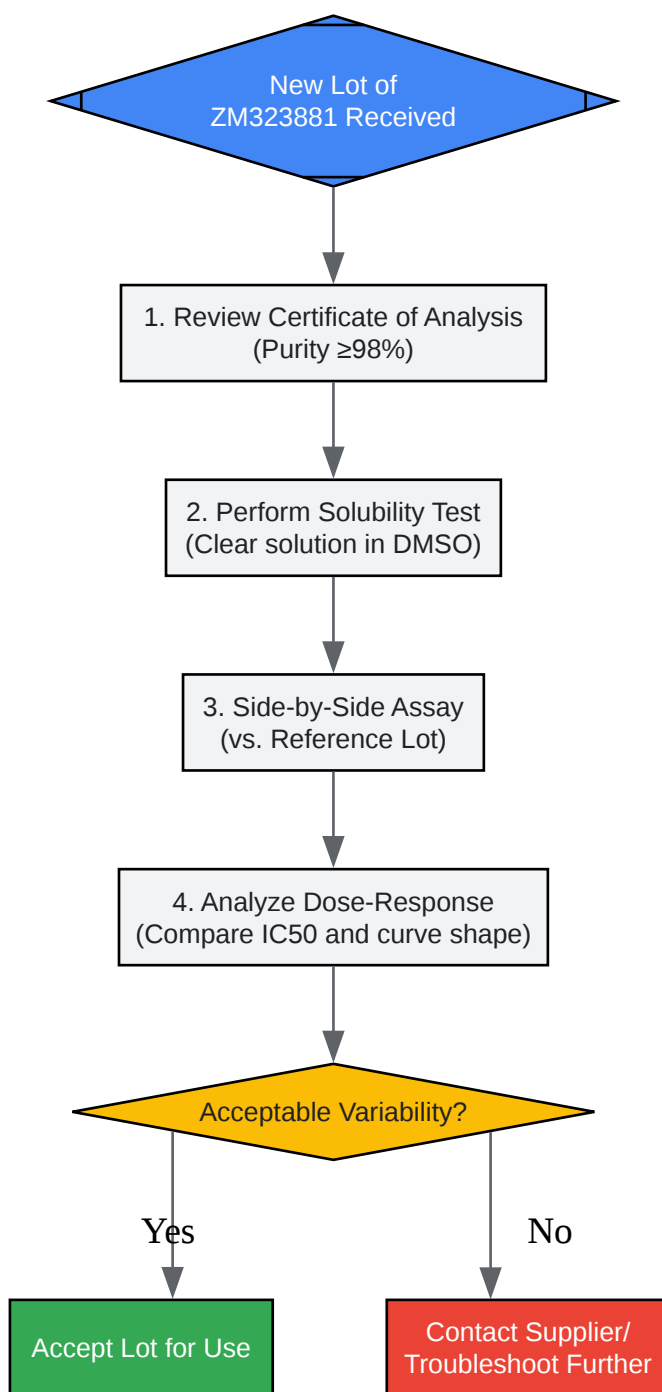 New Lot of
ZM323881 Received
1. Review Certificate of Analysis
(Purity ≥98%)
2. Perform Solubility Test
(Clear solution in DMSO)
3. Side-by-Side Assay
(vs. Reference Lot)
4. Analyze Dose-Response
(Compare IC50 and curve shape)
Acceptable Variability?
Yes
No
Accept Lot for Use
Contact Supplier/
Troubleshoot Further